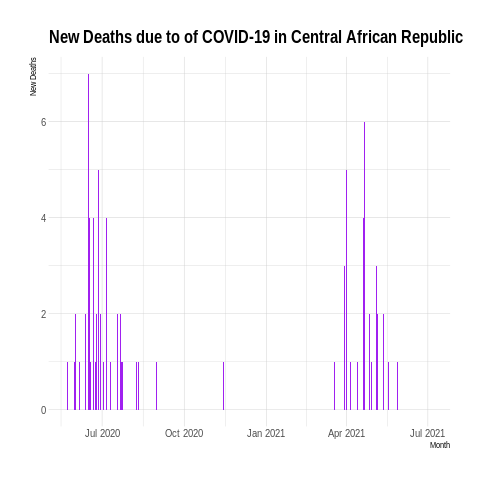 New Deaths due to of COVID-19 in Central African Republic
New Deaths
6
4
2
0
Jul 2020 Oct 2020 Jan 2021 Apr 2021 Jul 2021
Month